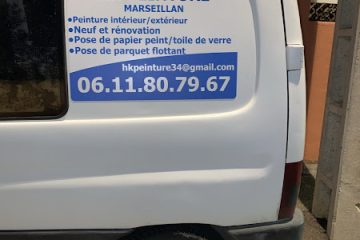 MARSEILLAN
•Peinture intérieur/extérieur
•Neuf et rénovation
•Pose de papier peint/toile de verre
•Pose de parquet flottant
hkpeinture34@gmail.com
06.11.80.79.67